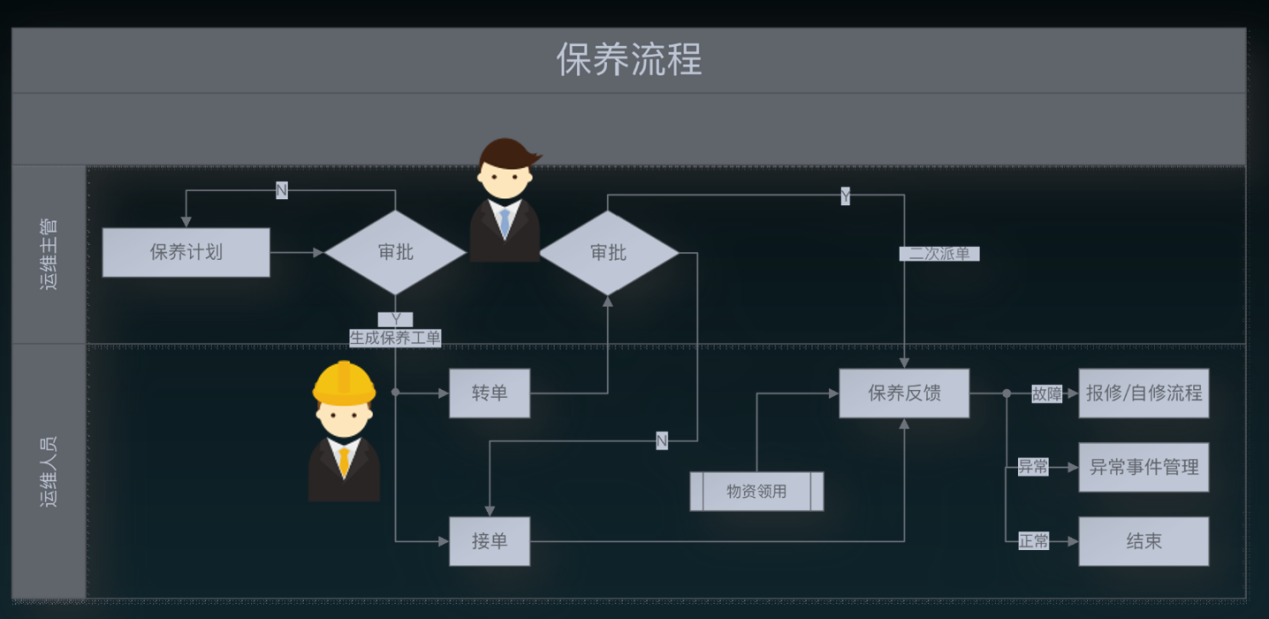 保养流程
运维主管
N
保养计划
审批
审批
Y
二次派单
Y
生成保养工单
运维人员
转单
保养反馈
故障
报修/自修流程
N
异常
异常事件管理
物资领用
接单
正常
结束